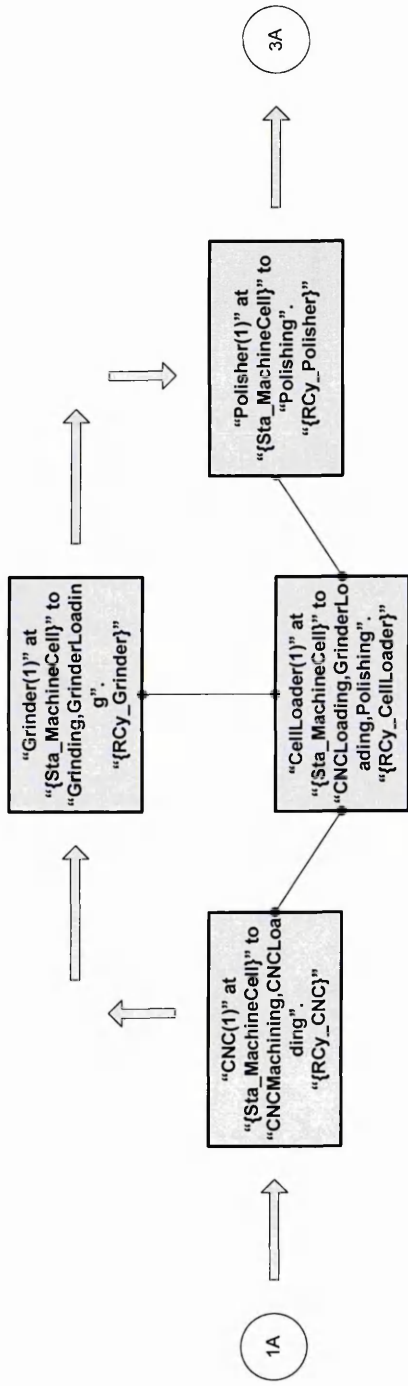 1A
“CNC(1)” at
“{Sta_MachineCell}” to
“CNCMachining,CNCLoa
ding”.
“{RCy_CNC}”
“Grinder(1)” at
“{Sta_MachineCell}” to
“Grinding,GrinderLoadin
g”.
“{RCy_Grinder}”
“CellLoader(1)” at
“{Sta_MachineCell}” to
“CNCLoading,GrinderLo
ading,Polishing”.
“{RCy_CellLoader}”
“Polisher(1)” at
“{Sta_MachineCell}” to
“Polishing”.
“{RCy_Polisher}”
3A